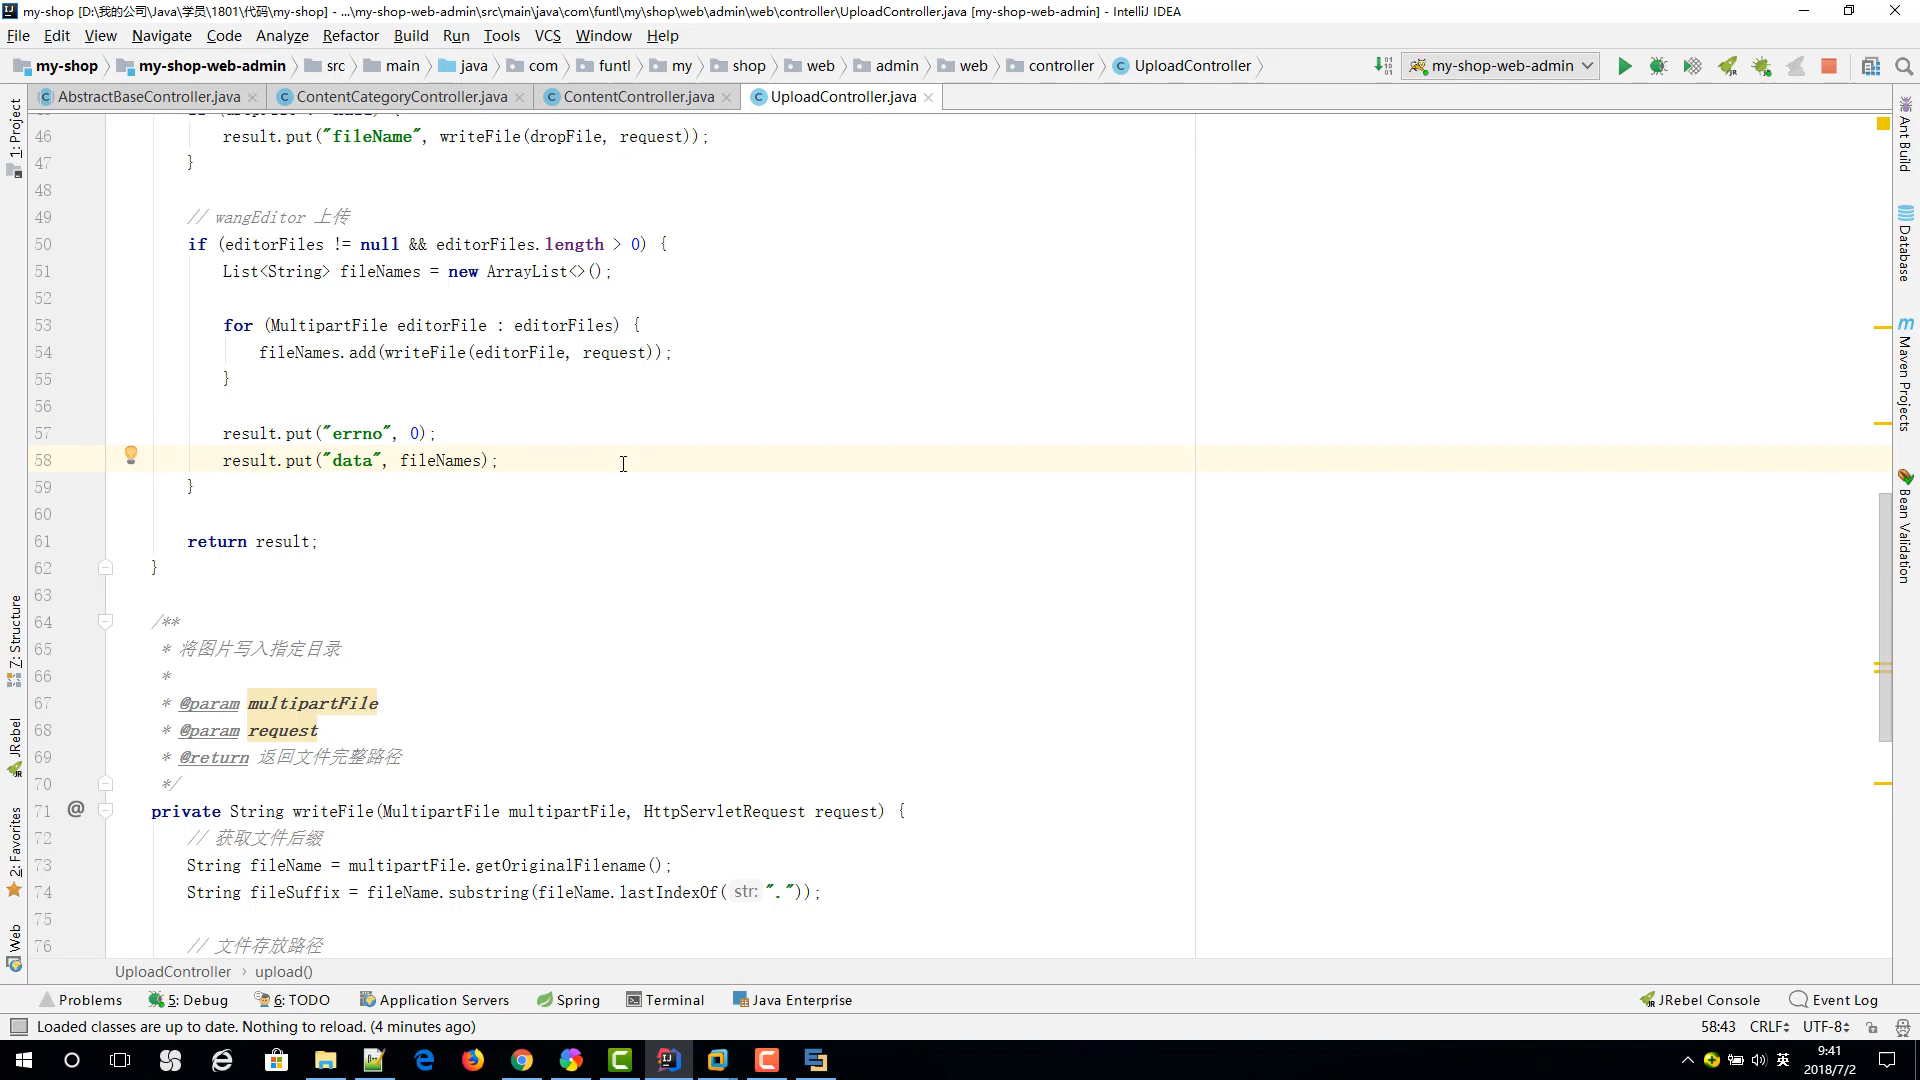 my-shop [D:\我的公司\Java\学员\1801\代码\my-shop] - ...\my-shop-web-admin\src\main\java\com\funtl\my\shop\web\admin\web\controller\UploadController.java [my-shop-web-admin] - IntelliJ IDEA
File Edit View Navigate Code Analyze Refactor Build Run Tools VCS Window Help
my-shop my-shop-web-admin src main java com funtl my shop web admin web controller UploadController my-shop-web-admin
AbstractBaseController.java ContentCategoryController.java ContentController.java UploadController.java
46 result.put("fileName", writeFile(dropFile, request));
47 }
48
49 // wangEditor 上传
50 if (editorFiles != null && editorFiles.length > 0) {
51 List<String> fileNames = new ArrayList<>();
52
53 for (MultipartFile editorFile : editorFiles) {
54 fileNames.add(writeFile(editorFile, request));
55 }
56
57 result.put("errno", 0);
58 result.put("data", fileNames);
59 }
60
61 return result;
62 }
63
64 /**
65 * 将图片写入指定目录
66 *
67 * @param multipartFile
68 * @param request
69 * @return 返回文件完整路径
70 */
71 @ private String writeFile(MultipartFile multipartFile, HttpServletRequest request) {
72 // 获取文件后缀
73 String fileName = multipartFile.getOriginalFilename();
74 String fileSuffix = fileName.substring(fileName.lastIndexOf( str: "."));
75
76 // 文件存放路径
1: Project
7: Structure
JRebel
2: Favorites
Web
Ant Build
Database
Maven Projects
Bean Validation
UploadController › upload()
Problems 5: Debug 6: TODO Application Servers Spring Terminal Java Enterprise JRebel Console Event Log
Loaded classes are up to date. Nothing to reload. (4 minutes ago) 58:43 CRLF UTF-8
英 9:41
2018/7/2